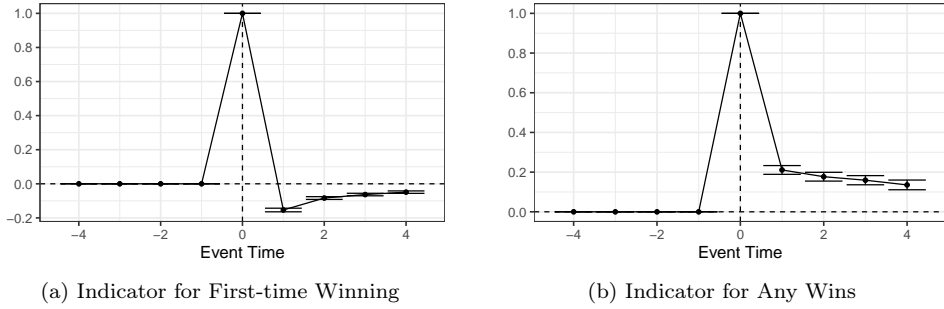 1.0
0.8
0.6
0.4
0.2
0.0
−0.2
−4 −2 0 2 4
Event Time
(a) Indicator for First-time Winning
1.0
0.8
0.6
0.4
0.2
0.0
−4 −2 0 2 4
Event Time
(b) Indicator for Any Wins